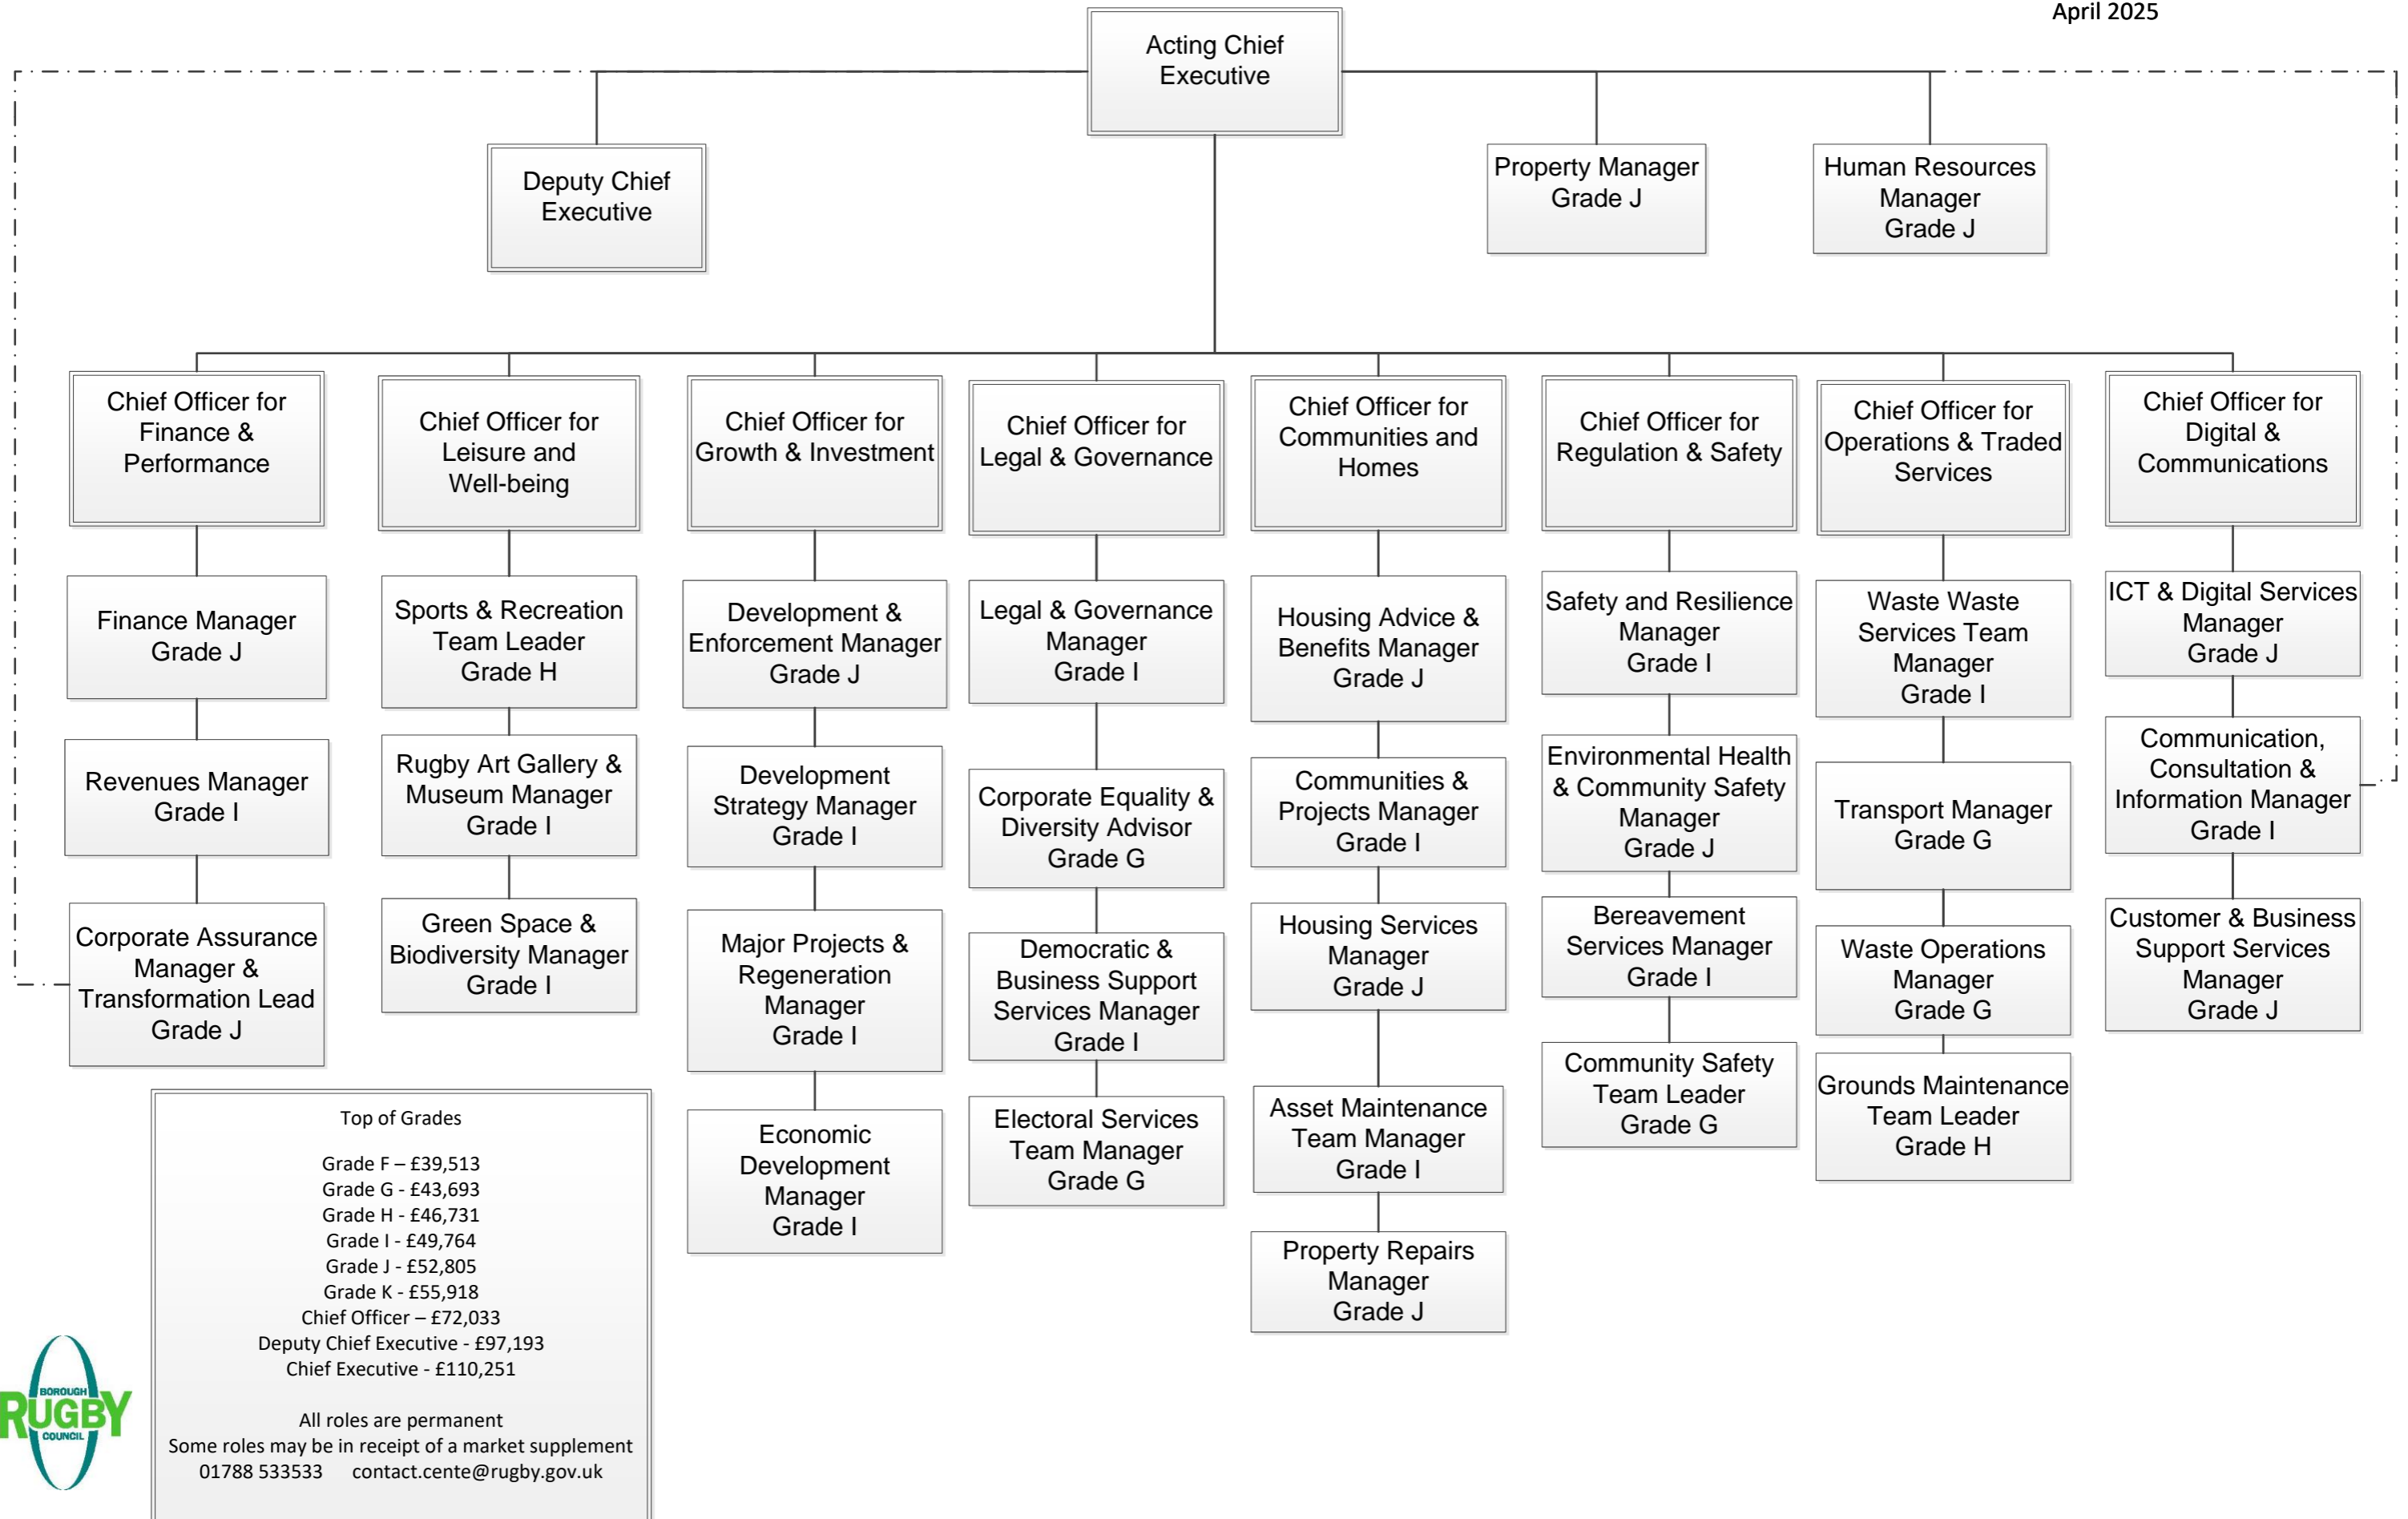 April 2025
Acting Chief
Executive
Deputy Chief
Executive
Property Manager
Grade J
Human Resources
Manager
Grade J
Chief Officer for
Finance &
Performance
Finance Manager
Grade J
Revenues Manager
Grade I
Corporate Assurance
Manager &
Transformation Lead
Grade J
Chief Officer for
Leisure and
Well-being
Sports & Recreation
Team Leader
Grade H
Rugby Art Gallery &
Museum Manager
Grade I
Green Space &
Biodiversity Manager
Grade I
Chief Officer for
Growth & Investment
Development &
Enforcement Manager
Grade J
Development
Strategy Manager
Grade I
Major Projects &
Regeneration
Manager
Grade I
Economic
Development
Manager
Grade I
Chief Officer for
Legal & Governance
Legal & Governance
Manager
Grade I
Corporate Equality &
Diversity Advisor
Grade G
Democratic &
Business Support
Services Manager
Grade I
Electoral Services
Team Manager
Grade G
Chief Officer for
Communities and
Homes
Housing Advice &
Benefits Manager
Grade J
Communities &
Projects Manager
Grade I
Housing Services
Manager
Grade J
Asset Maintenance
Team Manager
Grade I
Property Repairs
Manager
Grade J
Chief Officer for
Regulation & Safety
Safety and Resilience
Manager
Grade I
Environmental Health
& Community Safety
Manager
Grade J
Bereavement
Services Manager
Grade I
Community Safety
Team Leader
Grade G
Chief Officer for
Operations & Traded
Services
Waste Waste
Services Team
Manager
Grade I
Transport Manager
Grade G
Waste Operations
Manager
Grade G
Grounds Maintenance
Team Leader
Grade H
Chief Officer for
Digital &
Communications
ICT & Digital Services
Manager
Grade J
Communication,
Consultation &
Information Manager
Grade I
Customer & Business
Support Services
Manager
Grade J
Top of Grades
Grade F – £39,513
Grade G - £43,693
Grade H - £46,731
Grade I - £49,764
Grade J - £52,805
Grade K - £55,918
Chief Officer – £72,033
Deputy Chief Executive - £97,193
Chief Executive - £110,251
All roles are permanent
Some roles may be in receipt of a market supplement
01788 533533 contact.cente@rugby.gov.uk
BOROUGH
RUGBY
COUNCIL